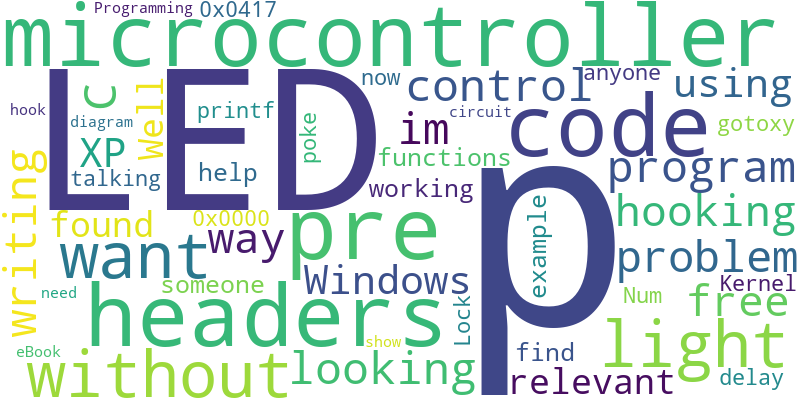 Programming 0x0417
microcontroller
LED
now control anyone using
hook C Well printf circuit
diagram poke im code gotoxy
XP functions
talking help working program
writing
found 0x0000 way pre p example hooking
want problem
someone Windows Kernel
need headers Lock Num free
show light
eBook find
without looking relevant delay